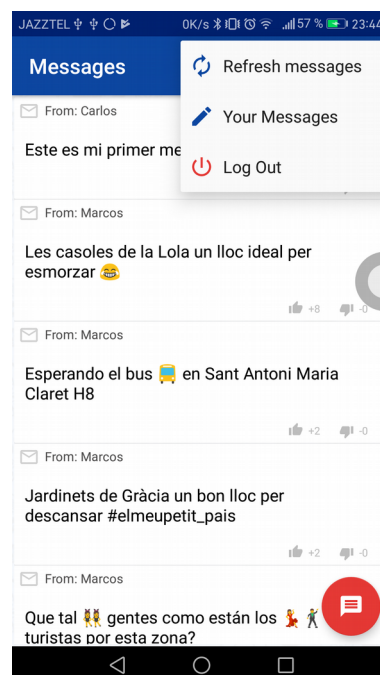 JAZZTEL 0K/s 57 % 23:44
Messages
Refresh messages
Your Messages
Log Out
From: Carlos
Este es mi primer me
From: Marcos
Les casoles de la Lola un lloc ideal per
esmorzar 😂
+8 -0
From: Marcos
Esperando el bus 🚍 en Sant Antoni Maria
Claret H8
+2 -0
From: Marcos
Jardinets de Gràcia un bon lloc per
descansar #elmeupetit_pais
+2 -0
From: Marcos
Que tal 👯 gentes como están los 💃 🕺
turistas por esta zona?